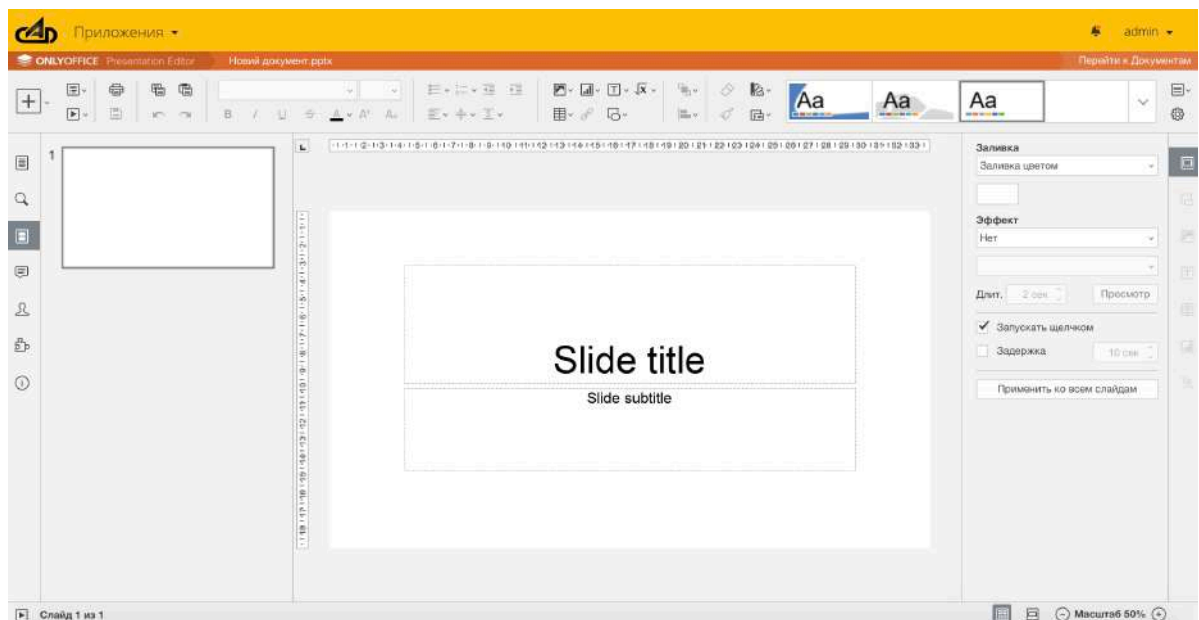 Приложения
admin
ONLYOFFICE Presentation Editor
Новый документ.pptx
Перейти к Документам
B I U S A A A
Aa Aa Aa
1
Заливка
Заливка цветом
Эффект
Нет
Длит. 2 сек Просмотр
Запускать щелчком
Задержка 10 сек
Применить ко всем слайдам
Slide title
Slide subtitle
Слайд 1 из 1
Масштаб 50%